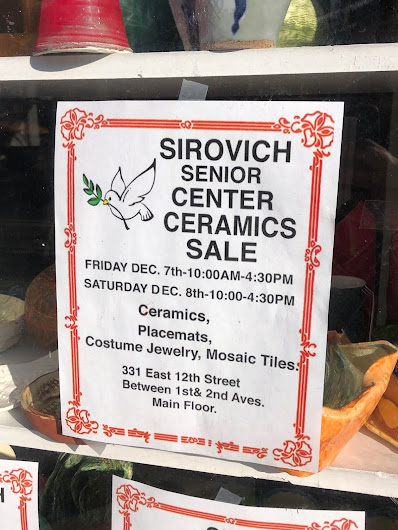 SIROVICH
SENIOR
CENTER
CERAMICS
SALE
FRIDAY DEC. 7th-10:00AM-4:30PM
SATURDAY DEC. 8th-10:00-4:30PM
Ceramics,
Placemats,
Costume Jewelry, Mosaic Tiles.
331 East 12th Street
Between 1st& 2nd Aves.
Main Floor.